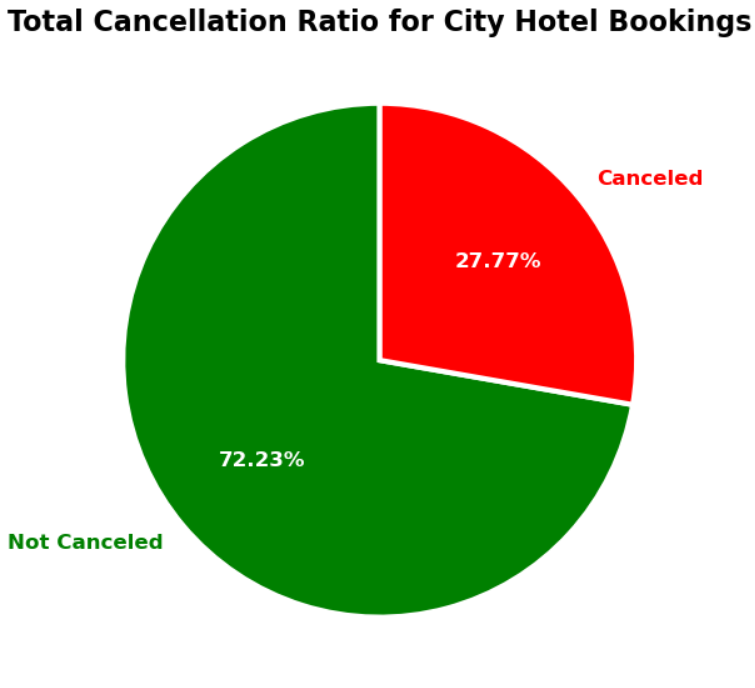 Total Cancellation Ratio for City Hotel Bookings
Canceled
27.77%
72.23%
Not Canceled